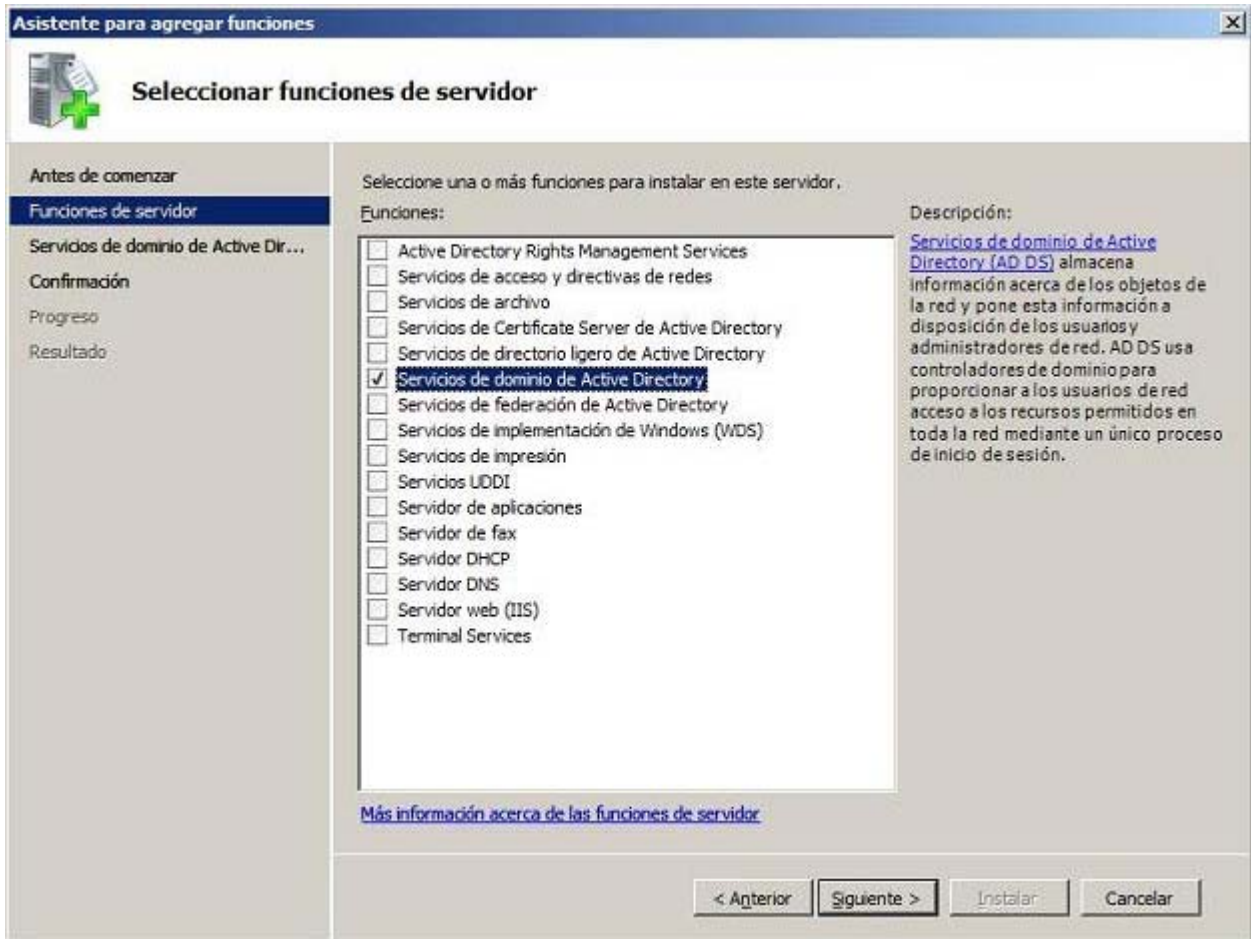 Asistente para agregar funciones
Seleccionar funciones de servidor
Antes de comenzar
Funciones de servidor
Servicios de dominio de Active Dir...
Confirmación
Progreso
Resultado
Seleccione una o más funciones para instalar en este servidor.
Funciones:
Active Directory Rights Management Services
Servicios de acceso y directivas de redes
Servicios de archivo
Servicios de Certificate Server de Active Directory
Servicios de directorio ligero de Active Directory
Servicios de dominio de Active Directory
Servicios de federación de Active Directory
Servicios de implementación de Windows (WDS)
Servicios de impresión
Servicios UDDI
Servidor de aplicaciones
Servidor de fax
Servidor DHCP
Servidor DNS
Servidor web (IIS)
Terminal Services
Más información acerca de las funciones de servidor
Descripción:
Servicios de dominio de Active
Directory (AD DS) almacena
información acerca de los objetos de
la red y pone esta información a
disposición de los usuarios y
administradores de red. AD DS usa
controladores de dominio para
proporcionar a los usuarios de red
acceso a los recursos permitidos en
toda la red mediante un único proceso
de inicio de sesión.
< Anterior
Siguiente >
Instalar
Cancelar